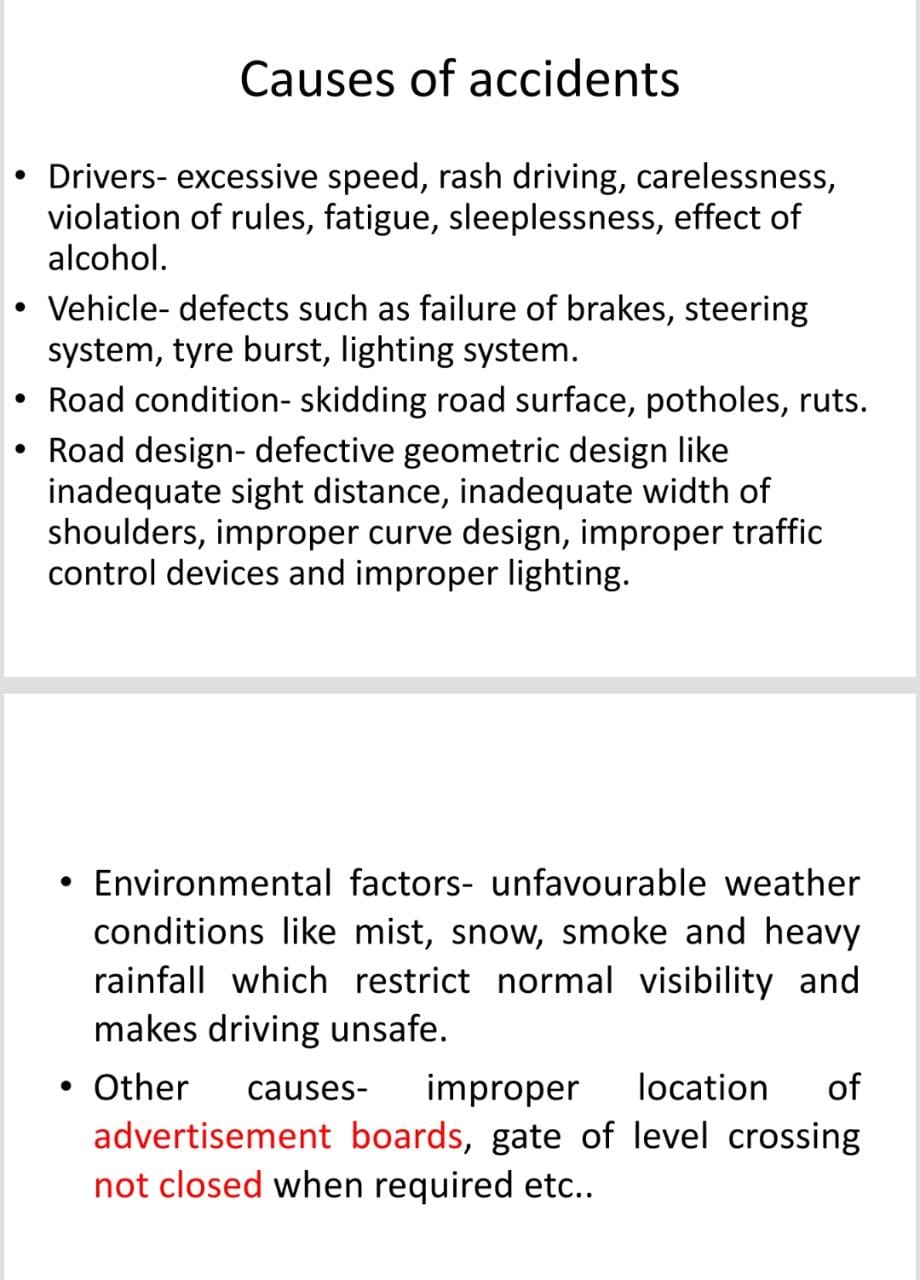 Causes of accidents
• Drivers- excessive speed, rash driving, carelessness,
violation of rules, fatigue, sleeplessness, effect of
alcohol.
• Vehicle- defects such as failure of brakes, steering
system, tyre burst, lighting system.
• Road condition- skidding road surface, potholes, ruts.
• Road design- defective geometric design like
inadequate sight distance, inadequate width of
shoulders, improper curve design, improper traffic
control devices and improper lighting.
• Environmental factors- unfavourable weather
conditions like mist, snow, smoke and heavy
rainfall which restrict normal visibility and
makes driving unsafe.
• Other causes- improper location of
advertisement boards, gate of level crossing
not closed when required etc..